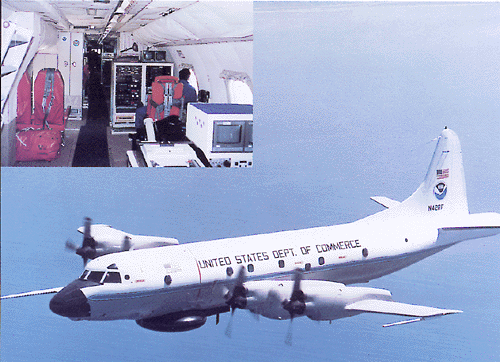 UNITED STATES DEPT. OF COMMERCE
N42RF